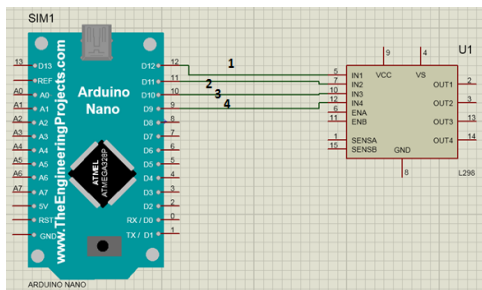 SIM1
www.TheEngineeringProjects.com
Arduino
Nano
ATMEL
ATMEGA328P
13 D13
REF
A0 A0
A1 A1
A2 A2
A3 A3
A4 A4
A5 A5
A6 A6
A7 A7
5V
RST
GND
D12 12
D11 11
D10 10
D9 9
D8 8
D7 7
D6 6
D5 5
D4 4
D3 3
D2 2
RX / D0 0
TX / D1 1
ARDUINO NANO
1
2
3
4
U1
9 4
VCC VS
5 IN1
7 IN2
10 IN3
12 IN4
6 ENA
11 ENB
1 SENSA
15 SENSB
OUT1 2
OUT2 3
OUT3 13
OUT4 14
GND
8
L298